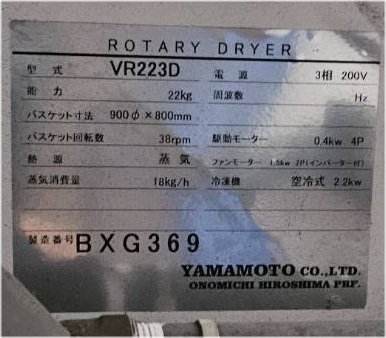 ROTARY DRYER
型式 VR223D 電源 3相 200V
能力 22kg 周波数 Hz
バスケット寸法 900φ×800mm
バスケット回転数 38rpm 駆動モーター 0.4kw 4P
熱源 蒸気 ファンモーター 1.5kw 2P(インバーター付)
蒸気消費量 18kg/h 冷凍機 空冷式 2.2kw
製造番号 BXG369
YAMAMOTO CO.,LTD.
ONOMICHI HIROSHIMA PRF.